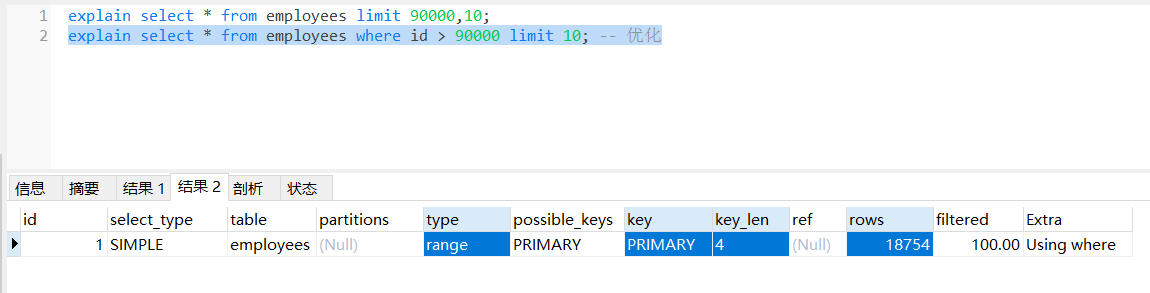 1 explain select * from employees limit 90000,10;
2 explain select * from employees where id > 90000 limit 10; -- 优化
信息 摘要 结果 1 结果 2 剖析 状态
id select_type table partitions type possible_keys key key_len ref rows filtered Extra
1 SIMPLE employees (Null) range PRIMARY PRIMARY 4 (Null) 18754 100.00 Using where